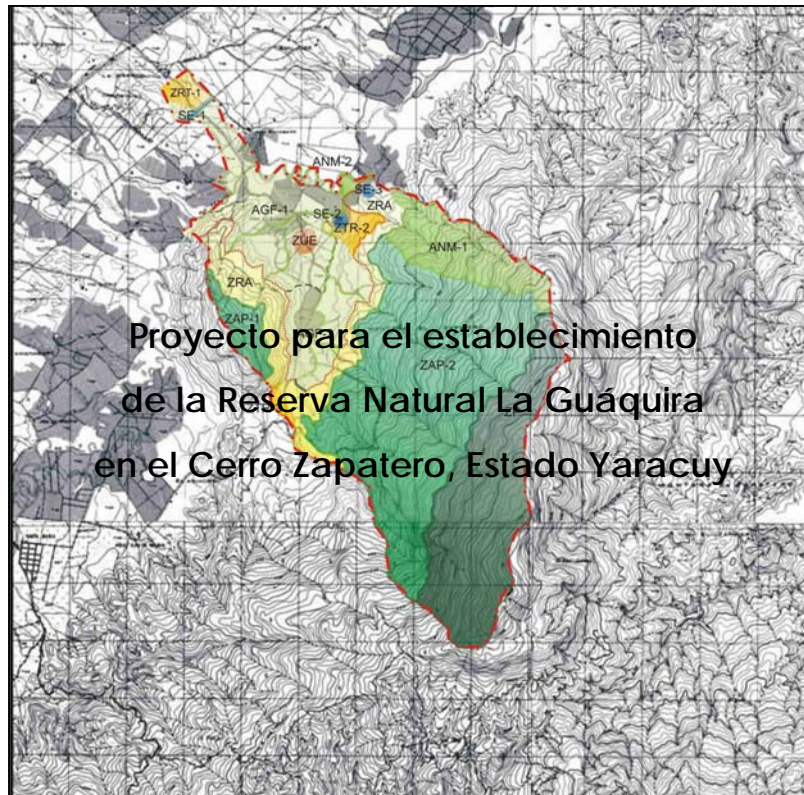 ZRT-1
SE-1
ANM-2
SE-3
AGF-1
SE-2
ZRA
ZTR-2
ZUE
ANM-1
ZRA
ZAP-1
Proyecto para el establecimiento
ZAP-2
de la Reserva Natural La Guáquira
en el Cerro Zapatero, Estado Yaracuy